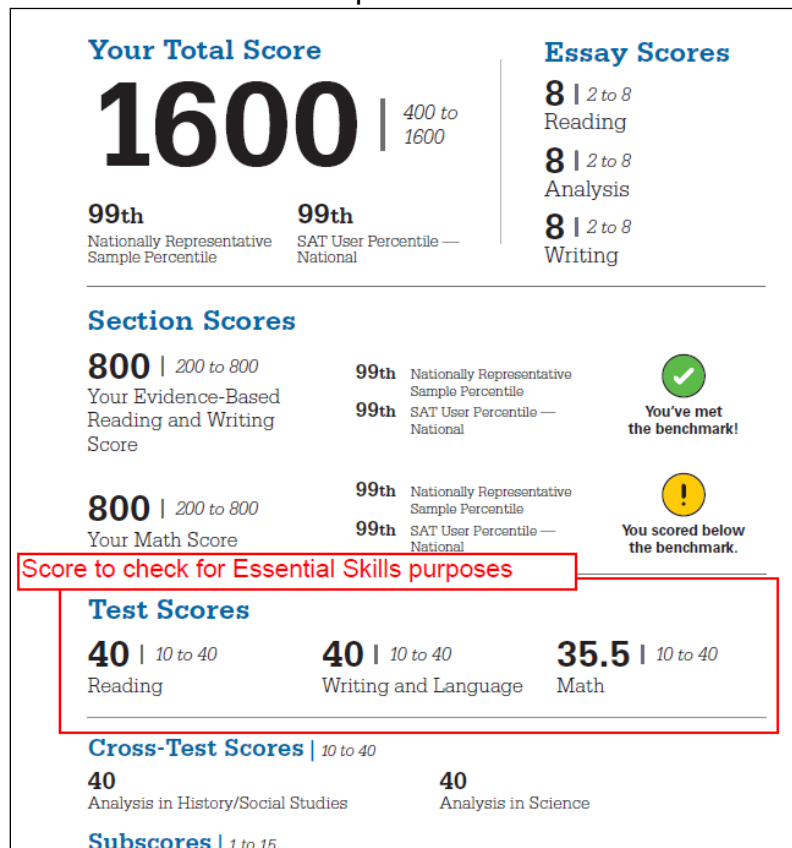 Your Total Score
1600 | 400 to
1600
99th
Nationally Representative
Sample Percentile
99th
SAT User Percentile —
National
Essay Scores
8 | 2 to 8
Reading
8 | 2 to 8
Analysis
8 | 2 to 8
Writing
Section Scores
800 | 200 to 800
Your Evidence-Based
Reading and Writing
Score
99th Nationally Representative
Sample Percentile
99th SAT User Percentile —
National
You've met
the benchmark!
800 | 200 to 800
Your Math Score
99th Nationally Representative
Sample Percentile
99th SAT User Percentile —
National
You scored below
the benchmark.
Score to check for Essential Skills purposes
Test Scores
40 | 10 to 40
Reading
40 | 10 to 40
Writing and Language
35.5 | 10 to 40
Math
Cross-Test Scores | 10 to 40
40
Analysis in History/Social Studies
40
Analysis in Science
Subscores | 1 to 15